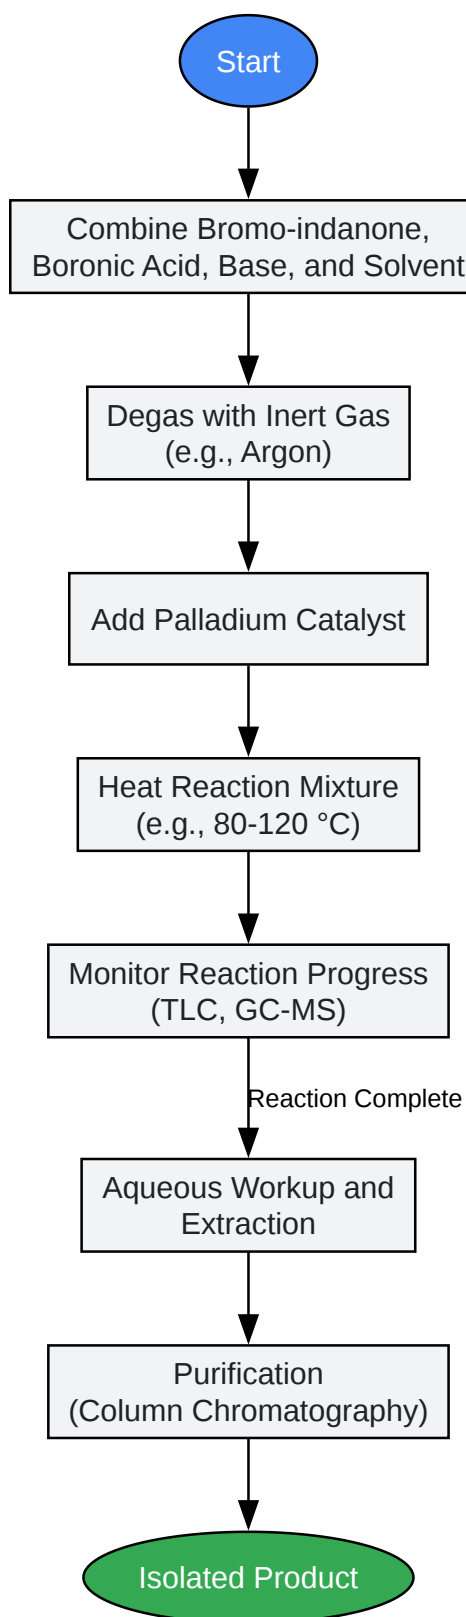 Start
Combine Bromo-indanone,
Boronic Acid, Base, and Solvent
Degas with Inert Gas
(e.g., Argon)
Add Palladium Catalyst
Heat Reaction Mixture
(e.g., 80-120 °C)
Monitor Reaction Progress
(TLC, GC-MS)
Reaction Complete
Aqueous Workup and
Extraction
Purification
(Column Chromatography)
Isolated Product